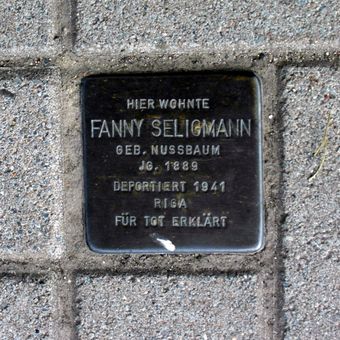 HIER WOHNTE
FANNY SELIGMANN
GEB. NUSSBAUM
JG. 1889
DEPORTIERT 1941
RIGA
FÜR TOT ERKLÄRT